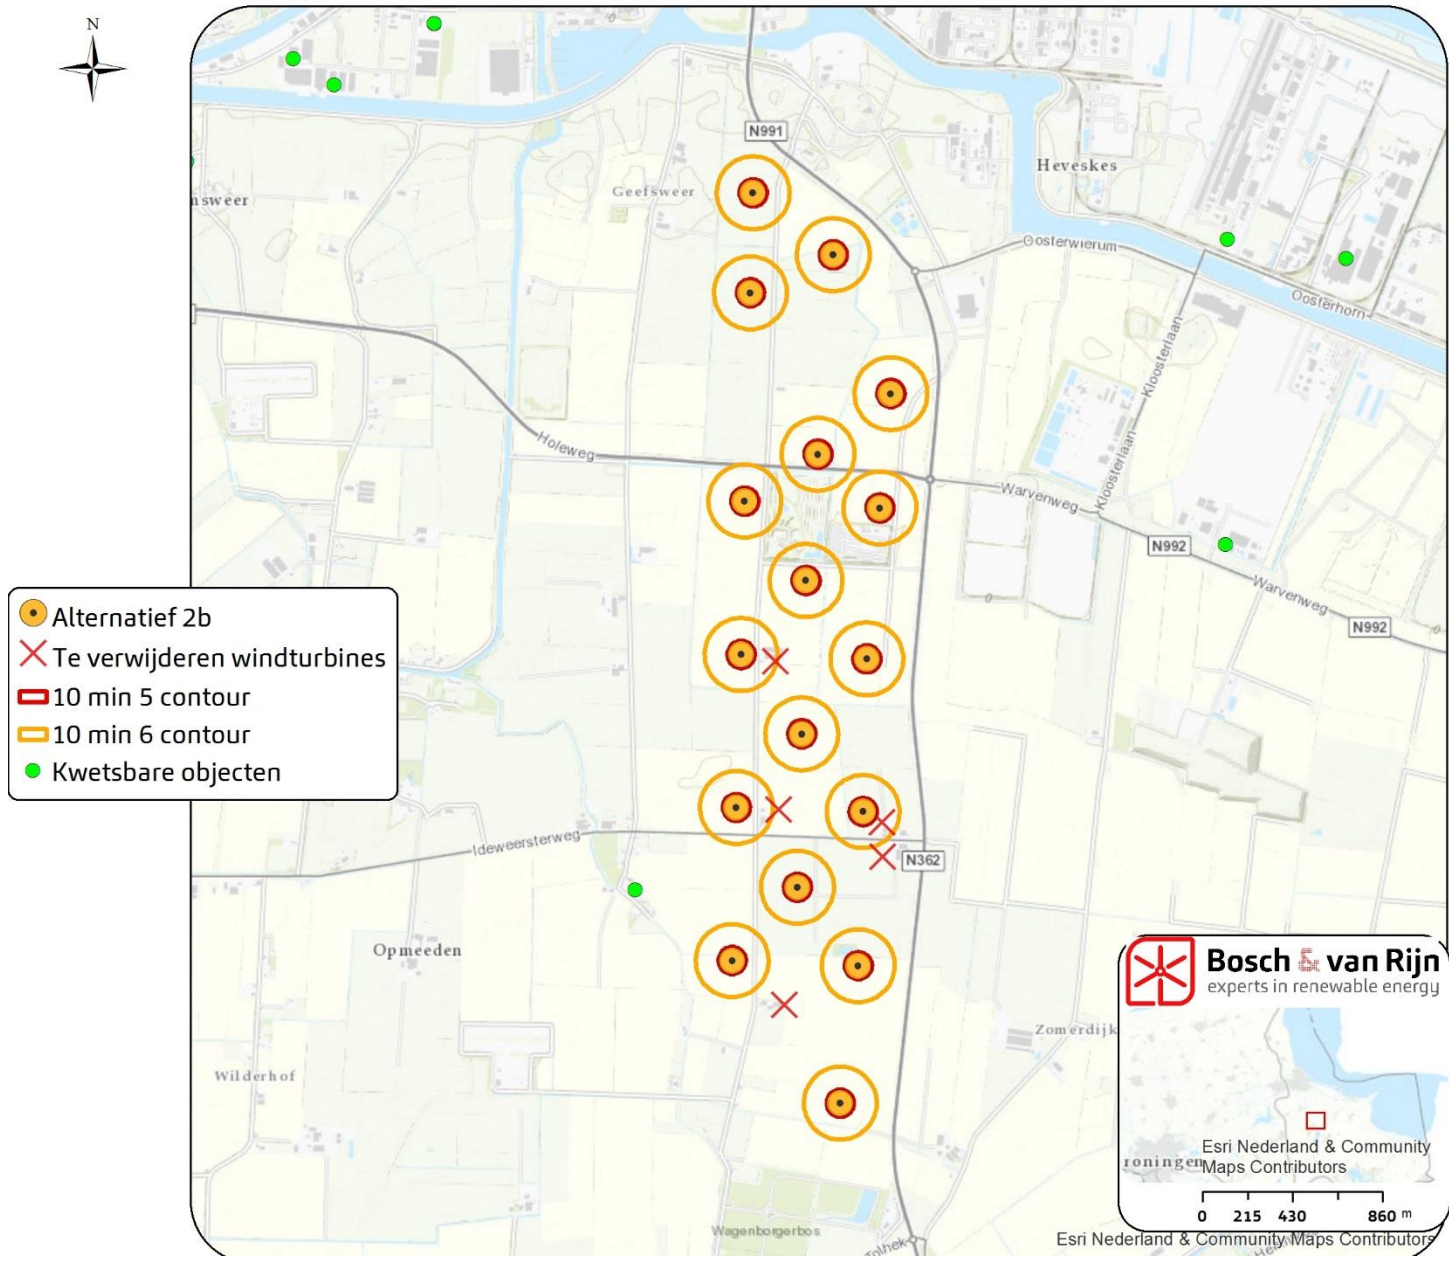 N
N991
Heveskes
Geefsweer
nsweer
Oosterwierum
Oosterhorn
Kloosterlaan
Holeweg
Kloosterlaan
Warvenweg
N992
Warvenweg
N992
Alternatief 2b
Te verwijderen windturbines
10 min 5 contour
10 min 6 contour
Kwetsbare objecten
Ideweersterweg
N362
Opmeeden
Bosch & van Rijn
experts in renewable energy
Zomerdijk
Wilderhof
Esri Nederland & Community
Maps Contributors
roningen
0 215 430 860 m
Wagenborgerbos
Tolhek
Esri Nederland & Community Maps Contributors